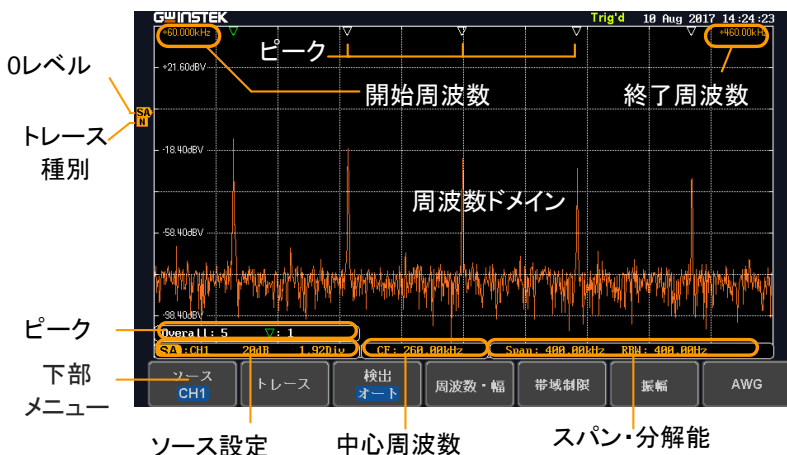 GWINSTEK
Trig'd 10 Aug 2017 14:24:23
+60.000kHz
+460.00kHz
ピーク
+21.60dBV
開始周波数
終了周波数
0レベル
SA
N
トレース
種別
-18.40dBV
周波数ドメイン
-58.40dBV
-98.40dBV
ピーク
Overall: 5 ▽: 1
SA :CH1 20dB 1.92Div
CF: 260.00kHz
Span: 400.00kHz RBW: 400.00Hz
下部
メニュー
ソース
CH1
トレース
検出
オート
周波数・幅
帯域制限
振幅
AWG
ソース設定
中心周波数
スパン・分解能